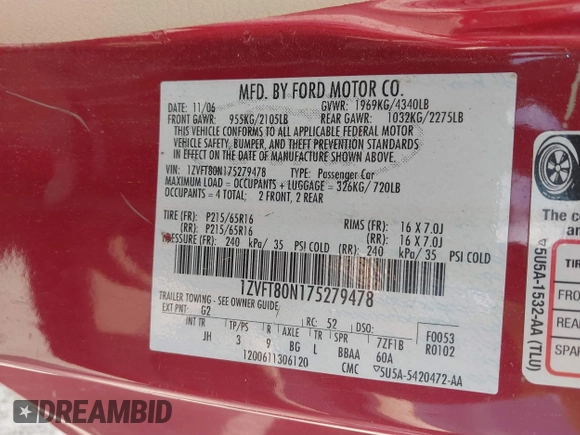 MFD. BY FORD MOTOR CO.
DATE: 11/06 GVWR: 1969KG/4340LB
FRONT GAWR: 955KG/2105LB REAR GAWR: 1032KG/2275LB
THIS VEHICLE CONFORMS TO ALL APPLICABLE FEDERAL MOTOR
VEHICLE SAFETY, BUMPER, AND THEFT PREVENTION STANDARDS
IN EFFECT ON THE DATE OF MANUFACTURE SHOWN ABOVE.
VIN: 1ZVFT80N175279478 TYPE: Passenger Car
MAXIMUM LOAD = OCCUPANTS + LUGGAGE = 326KG/720LB
OCCUPANTS = 4 TOTAL; 2 FRONT, 2 REAR
TIRE (FR): P215/65R16 RIMS (FR): 16 X 7.0J
(RR): P215/65R16 (RR): 16 X 7.0J
PRESSURE (FR): 240 kPa/ 35 PSI COLD (RR): 240 kPa/ 35 PSI COLD
1ZVFT80N175279478
TRAILER TOWING - SEE OWNER GUIDE/
EXT PNT: G2 RC: 52 DSO: F0053
INT TR TP/PS R AXLE TR SPR 7ZF1B R0102
JH 3 9 BG L BBAA 60A
1200611306120 CMC 5U5A-5420472-AA
5U5A-1532-AA (TLU)
The co
an
TIR
FRO
REA
SPAR
DREAMBID